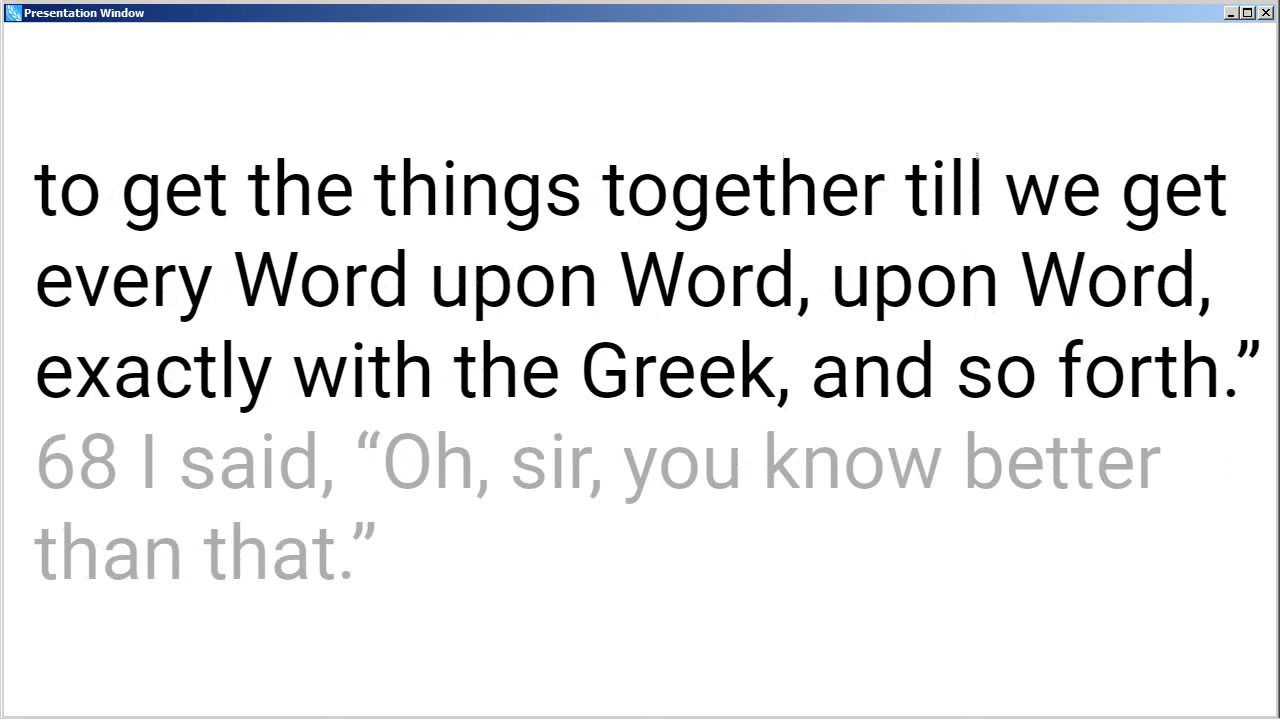 Presentation Window
to get the things together till we get
every Word upon Word, upon Word,
exactly with the Greek, and so forth.”
68 I said, “Oh, sir, you know better
than that.”